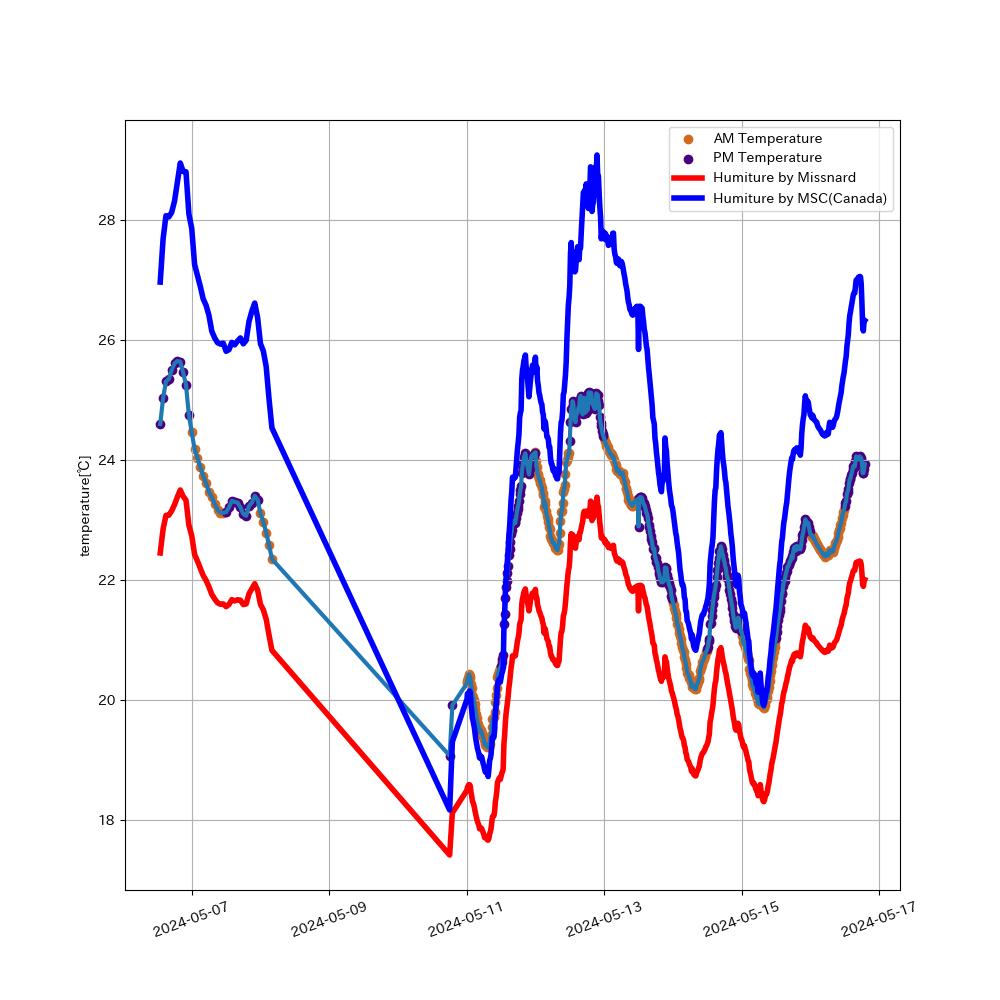 AM Temperature
PM Temperature
Humiture by Missnard
Humiture by MSC(Canada)
28
26
24
22
20
18
temperature[℃]
2024-05-07
2024-05-09
2024-05-11
2024-05-13
2024-05-15
2024-05-17